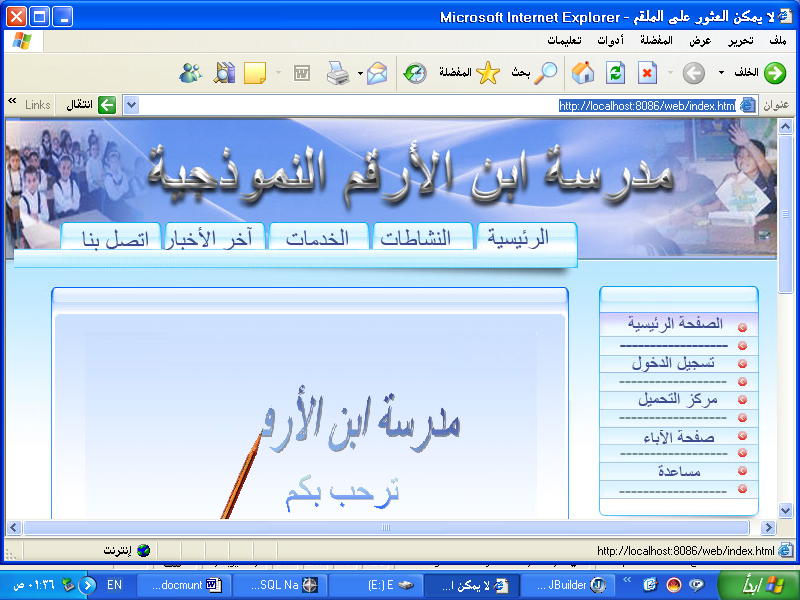 لا يمكن العثور على الملقم - Microsoft Internet Explorer
ملف تحرير عرض المفضلة أدوات تعليمات
الخلف بحث المفضلة
عنوان http://localhost:8086/web/index.html انتقال Links »
مدرسة ابن الأرقم النموذجية
الرئيسية النشاطات الخدمات آخر الأخبار اتصل بنا
الصفحة الرئيسية
-------------------
تسجيل الدخول
-------------------
مركز التحميل
-------------------
صفحة الآباء
-------------------
مساعدة
-------------------
مدرسة ابن الأرق
ترحب بكم
http://localhost:8086/web/index.html إنترنت
ابدأ » JBuilder... لا يمكن ا... E (E:) SQL Na... docmunt... EN ٠١:٣٦ ص